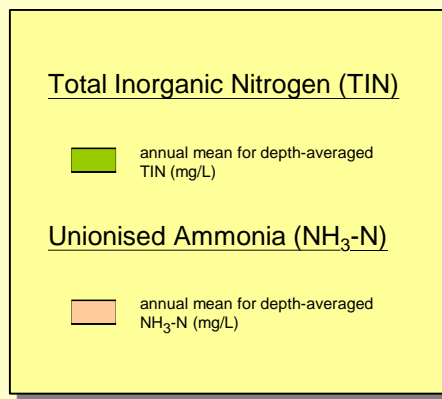 Total Inorganic Nitrogen (TIN)
annual mean for depth-averaged
TIN (mg/L)
Unionised Ammonia (NH₃-N)
annual mean for depth-averaged
NH₃-N (mg/L)